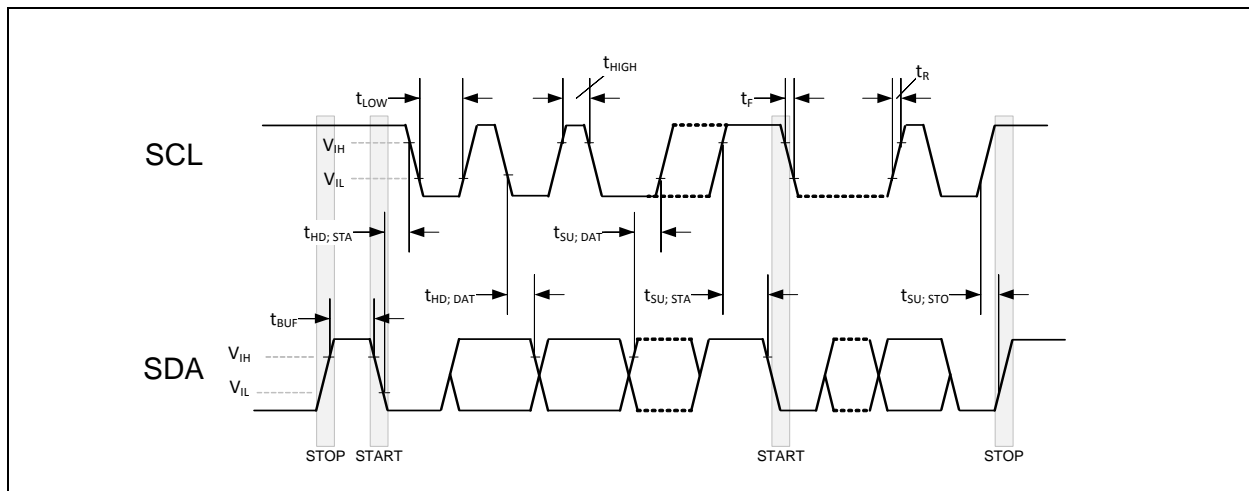 tHIGH
tR
tLOW
tF
SCL
VIH
VIL
tHD; STA
tSU; DAT
tHD; DAT
tSU; STA
tSU; STO
tBUF
VIH
SDA
VIL
STOP START START STOP